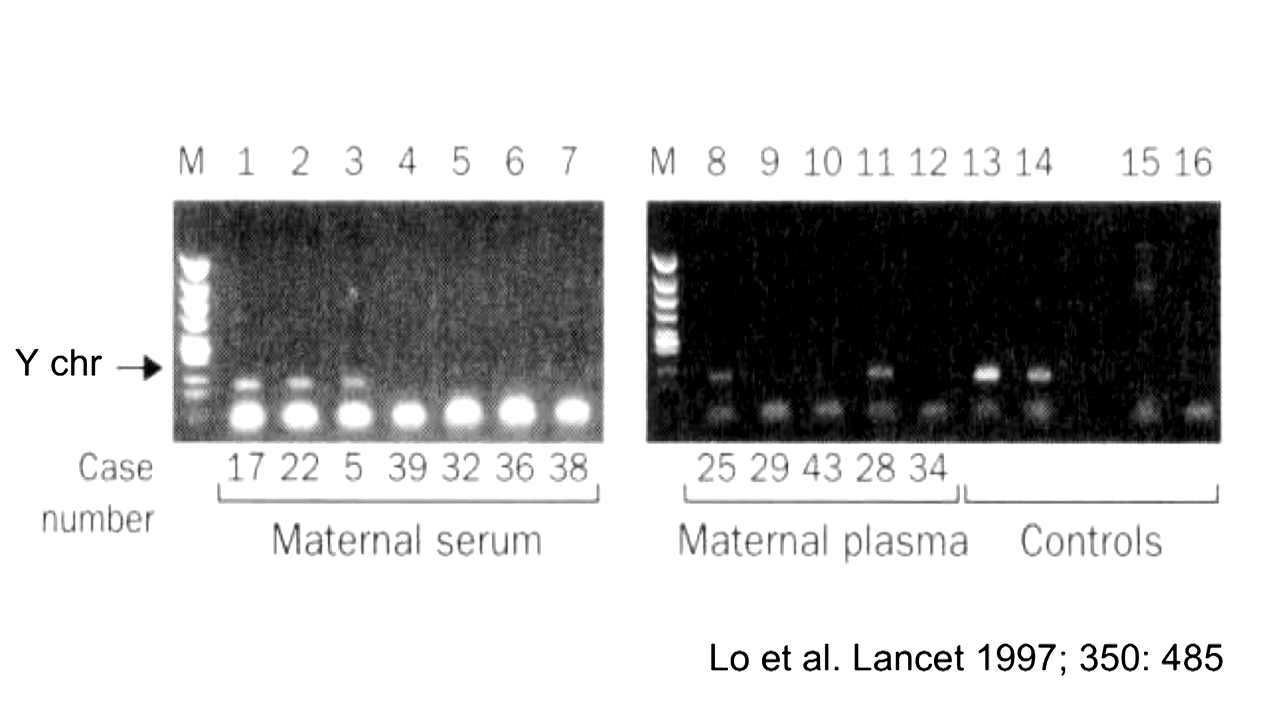 M 1 2 3 4 5 6 7 M 8 9 10 11 12 13 14 15 16
Y chr
Case number 17 22 5 39 32 36 38 25 29 43 28 34
Maternal serum Maternal plasma Controls
Lo et al. Lancet 1997; 350: 485